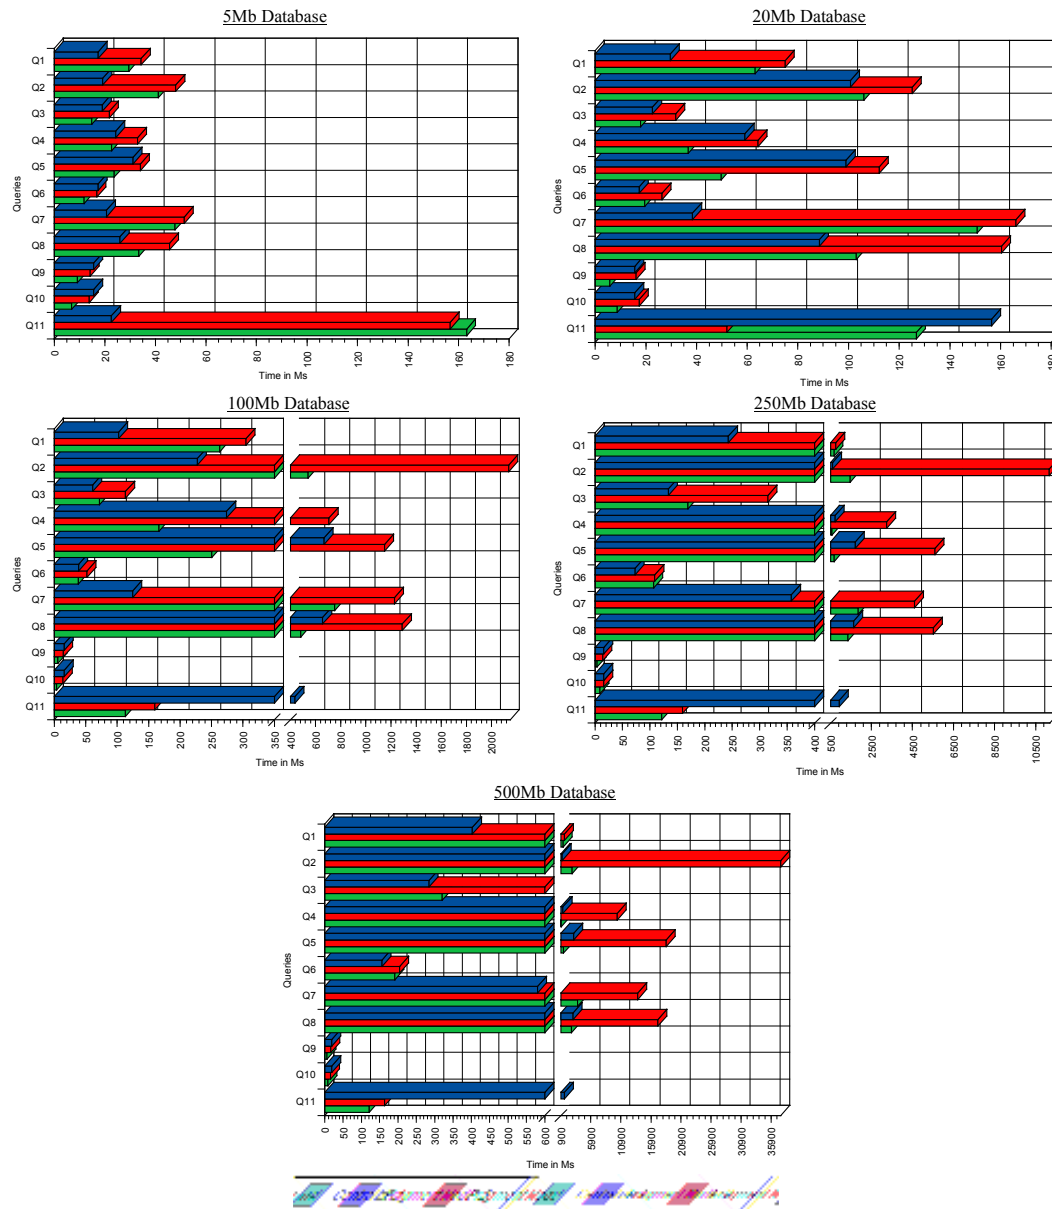 5Mb Database
Queries
Q1
Q2
Q3
Q4
Q5
Q6
Q7
Q8
Q9
Q10
Q11
0 20 40 60 80 100 120 140 160 180
Time in Ms
20Mb Database
Queries
Q1
Q2
Q3
Q4
Q5
Q6
Q7
Q8
Q9
Q10
Q11
0 20 40 60 80 100 120 140 160 180
Time in Ms
100Mb Database
Queries
Q1
Q2
Q3
Q4
Q5
Q6
Q7
Q8
Q9
Q10
Q11
0 50 100 150 200 250 300 350 400 600 800 1000 1200 1400 1600 1800 2000
Time in Ms
250Mb Database
Queries
Q1
Q2
Q3
Q4
Q5
Q6
Q7
Q8
Q9
Q10
Q11
0 50 100 150 200 250 300 350 400 500 2500 4500 6500 8500 10500
Time in Ms
500Mb Database
Queries
Q1
Q2
Q3
Q4
Q5
Q6
Q7
Q8
Q9
Q10
Q11
0 50 100 150 200 250 300 350 400 450 500 550 600 900 5900 10900 15900 20900 25900 30900 35900
Time in Ms